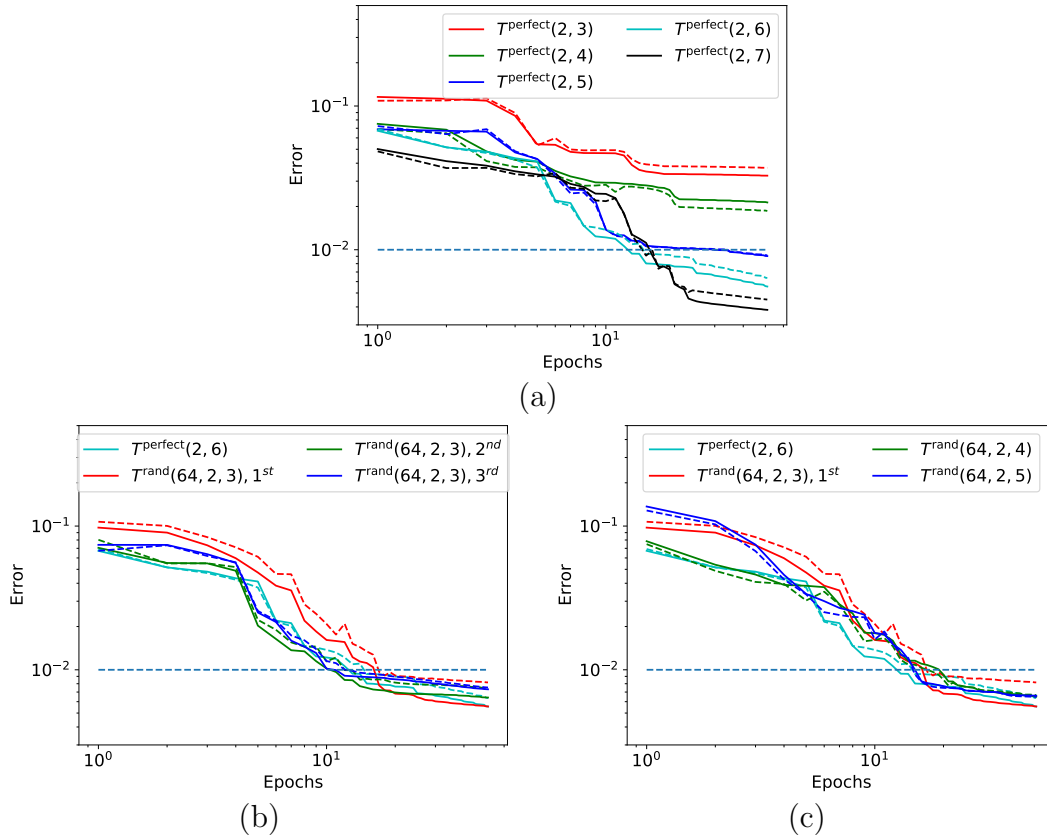 T^perfect(2, 3)
T^perfect(2, 4)
T^perfect(2, 5)
T^perfect(2, 6)
T^perfect(2, 7)
Error
10^−1
10^−2
10^0
10^1
Epochs
(a)
T^perfect(2, 6)
T^rand(64, 2, 3), 1^st
T^rand(64, 2, 3), 2^nd
T^rand(64, 2, 3), 3^rd
Error
10^−1
10^−2
10^0
10^1
Epochs
(b)
T^perfect(2, 6)
T^rand(64, 2, 3), 1^st
T^rand(64, 2, 4)
T^rand(64, 2, 5)
Error
10^−1
10^−2
10^0
10^1
Epochs
(c)